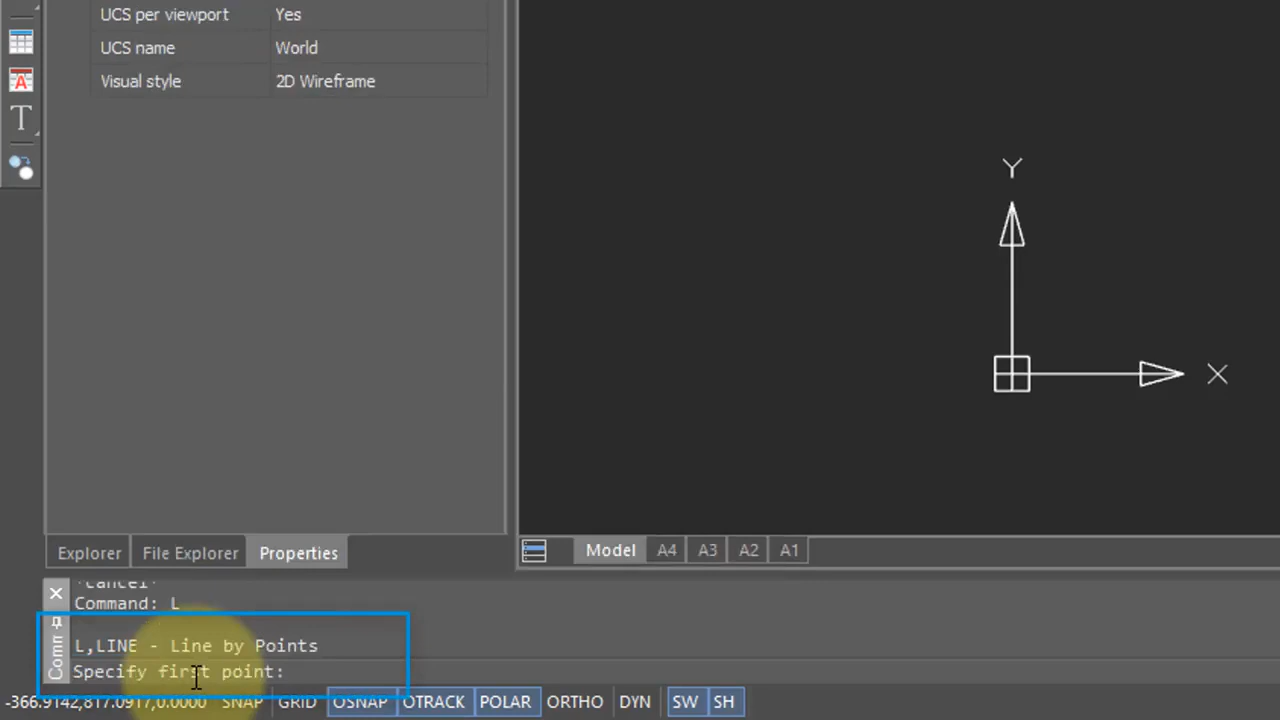 UCS per viewport Yes
UCS name World
Visual style 2D Wireframe
A
T
Y
X
Explorer File Explorer Properties
Model A4 A3 A2 A1
*Cancel*
Command: L
Comm
L,LINE - Line by Points
Specify first point:
-366.9142,817.0917,0.0000 SNAP GRID OSNAP OTRACK POLAR ORTHO DYN SW SH